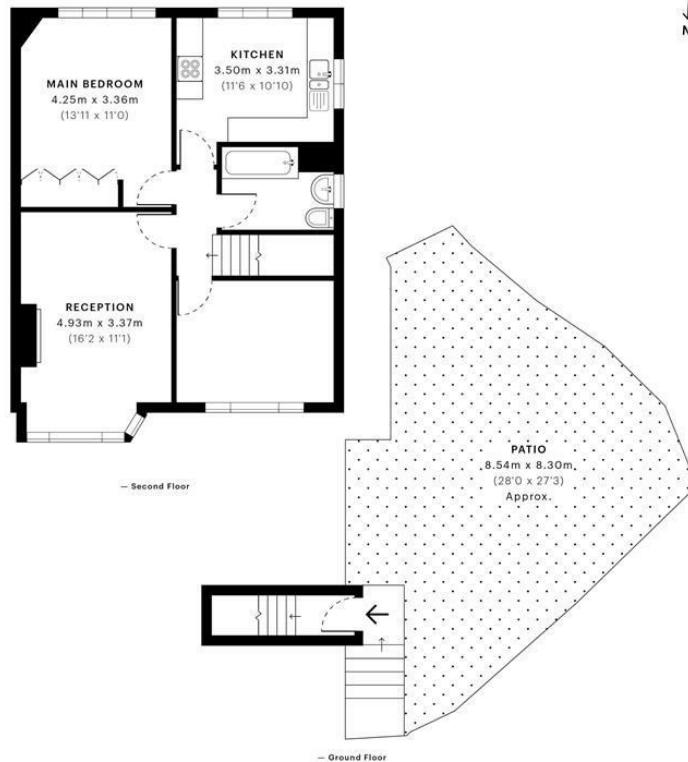 N
MAIN BEDROOM
4.25m x 3.36m
(13'11 x 11'0)
KITCHEN
3.50m x 3.31m
(11'6 x 10'10)
RECEPTION
4.93m x 3.37m
(16'2 x 11'1)
— Second Floor
PATIO
8.54m x 8.30m
(28'0 x 27'3)
Approx.
— Ground Floor